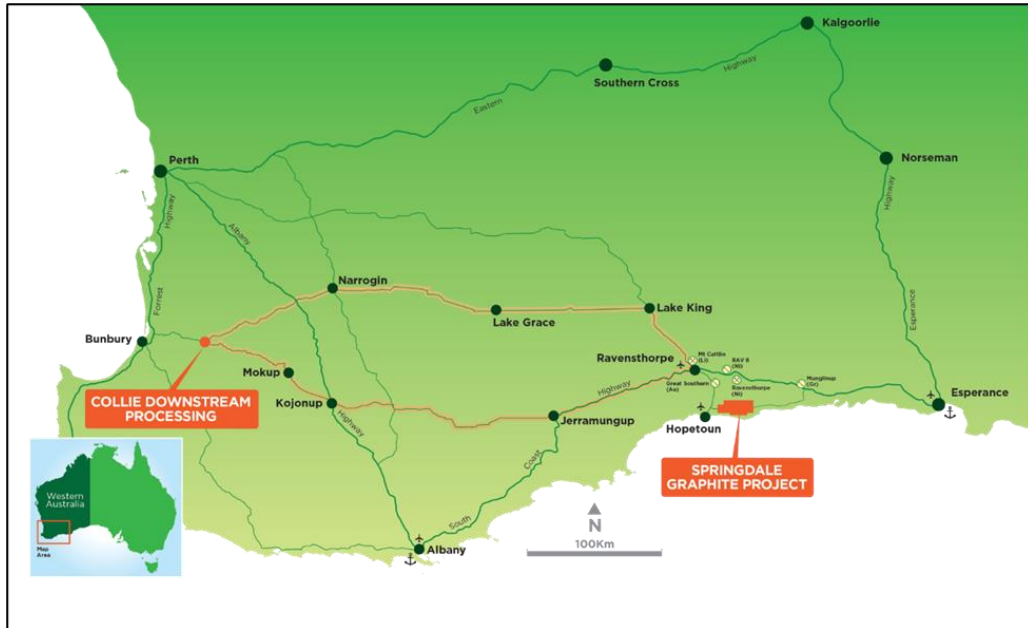 Kalgoorlie
Highway
Southern Cross
Eastern
Perth
Norseman
Highway
Albany
Highway
Narrogin
Forrest
Lake Grace
Lake King
Esperance
Bunbury
Ravensthorpe
Mt Cattlin
(Li)
RAV 8
(Ni)
Munglinup
(Gr)
Great Southern
(Au)
Ravensthorpe
(Ni)
Mokup
Highway
Esperance
COLLIE DOWNSTREAM
PROCESSING
Kojonup
Highway
Jerramungup
Hopetoun
SPRINGDALE
GRAPHITE PROJECT
Coast
South
Albany
Western
Australia
Map
Area
N
100Km